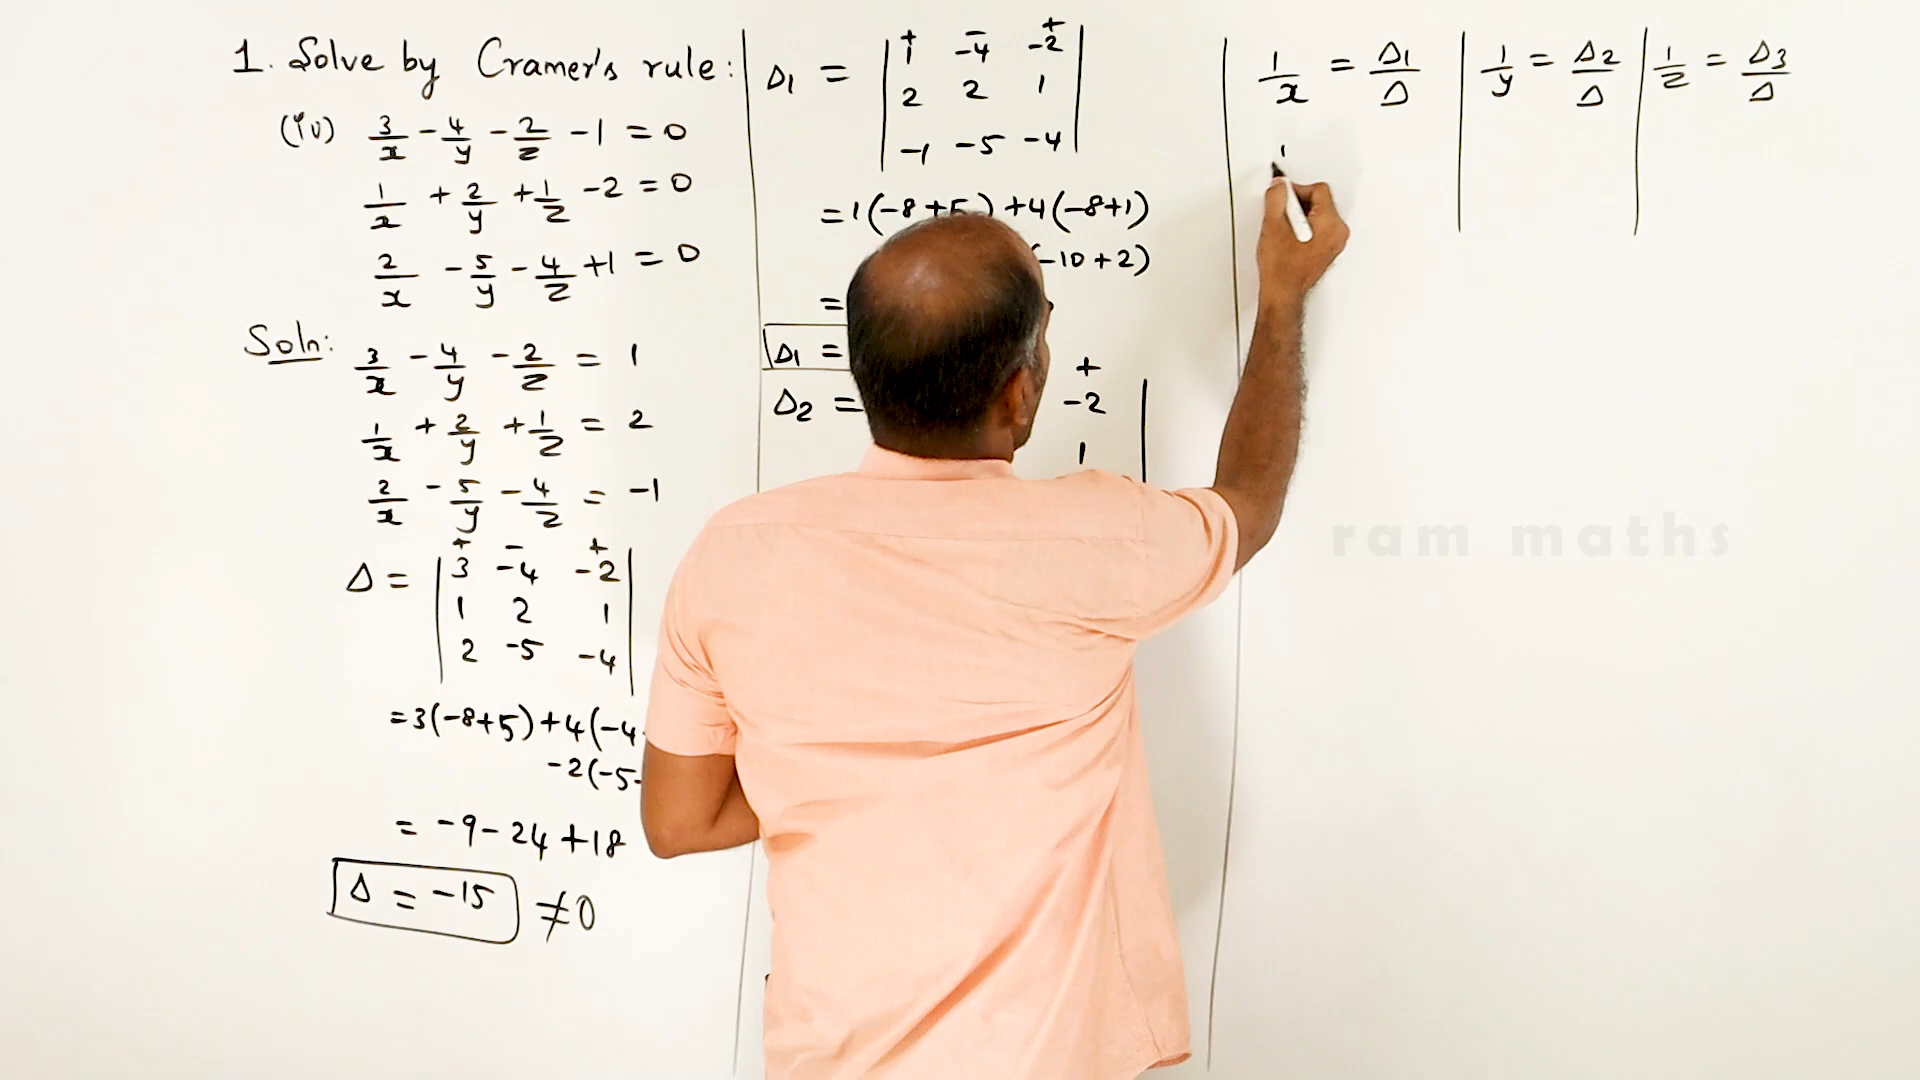 1. Solve by Cramer's rule:
(iv) 3/x - 4/y - 2/z - 1 = 0
1/x + 2/y + 1/z - 2 = 0
2/x - 5/y - 4/z + 1 = 0
Soln:
3/x - 4/y - 2/z = 1
1/x + 2/y + 1/z = 2
2/x - 5/y - 4/z = -1
+ - +
Δ = | 3 -4 -2 |
| 1 2 1 |
| 2 -5 -4 |
= 3(-8+5) +4(-4
-2(-5-
= -9 - 24 + 18
Δ = -15 ≠ 0
+ - +
Δ1 = | 1 -4 -2 |
| 2 2 1 |
| -1 -5 -4 |
= 1(-8+5) +4(-8+1)
(-10+2)
=
Δ1 =
+
Δ2 = -2 |
1 |
1/x = Δ1/Δ | 1/y = Δ2/Δ | 1/z = Δ3/Δ
ram maths